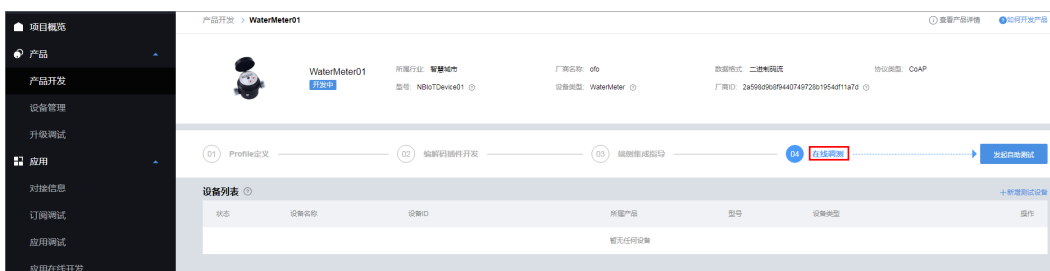 项目概览
产品
产品开发
设备管理
升级调试
应用
对接信息
订阅调试
应用调试
应用在线开发
产品开发 > WaterMeter01
查看产品详情
如何开发产品
WaterMeter01
开发中
所属行业: 智慧城市
厂商名称: ofo
数据格式: 二进制码流
协议类型: CoAP
型号: NBIoTDevice01
设备类型: WaterMeter
厂商ID: 2a598d9b8f9440749728b1954df11a7d
01 Profile定义
02 编解码插件开发
03 端侧集成指导
04 在线调测
发起自助测试
设备列表
+新增测试设备
状态 设备名称 设备ID 所属产品 型号 设备类型 操作
暂无任何设备